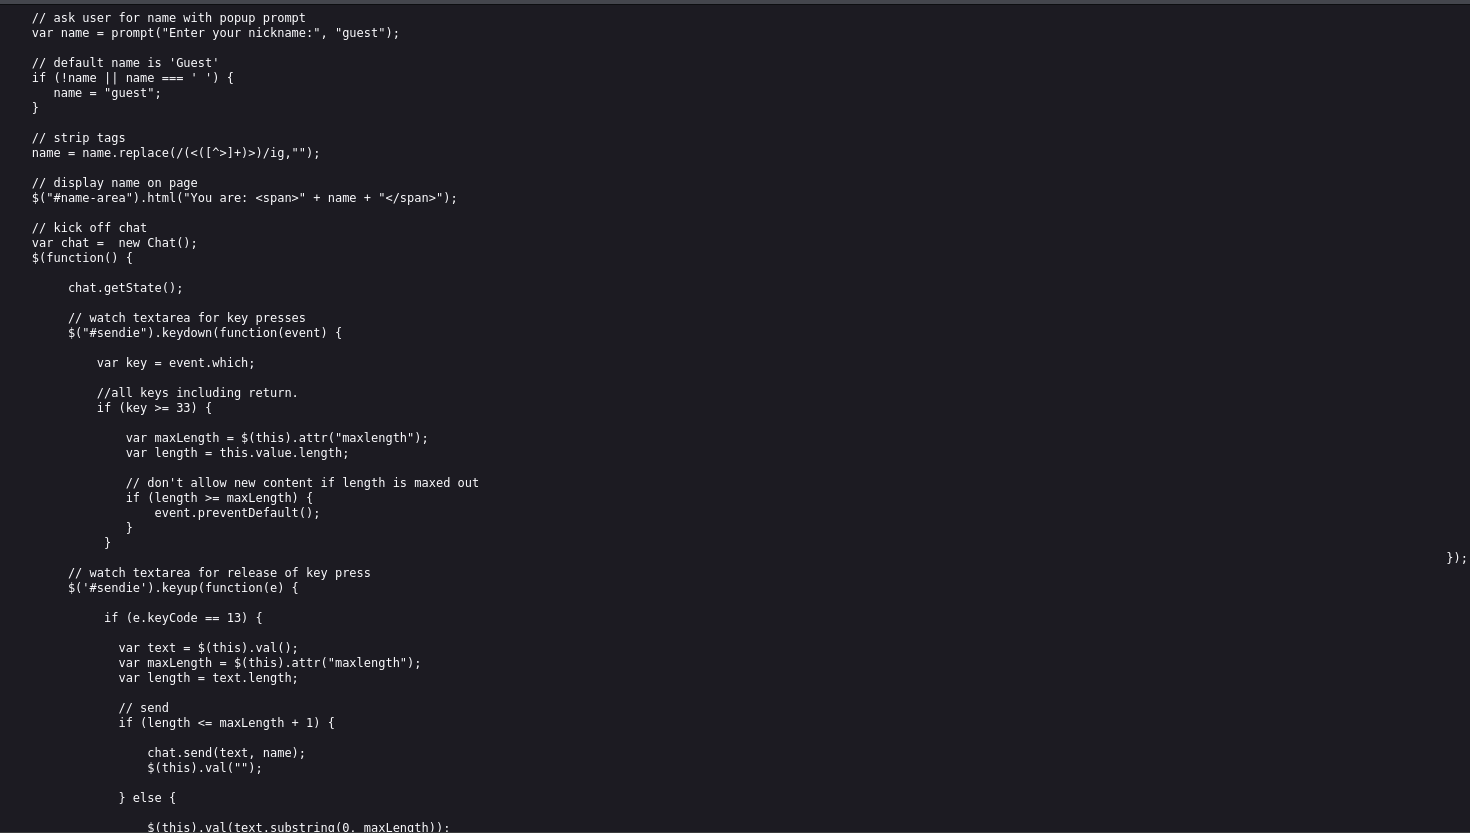 // ask user for name with popup prompt
var name = prompt("Enter your nickname:", "guest");
// default name is 'Guest'
if (!name || name === ' ') {
name = "guest";
}
// strip tags
name = name.replace(/(<([^>]+)>)/ig,"");
// display name on page
$("#name-area").html("You are: <span>" + name + "</span>");
// kick off chat
var chat =  new Chat();
$(function() {
chat.getState();
// watch textarea for key presses
$("#sendie").keydown(function(event) {
var key = event.which;
//all keys including return.
if (key >= 33) {
var maxLength = $(this).attr("maxlength");
var length = this.value.length;
// don't allow new content if length is maxed out
if (length >= maxLength) {
event.preventDefault();
}
}
});
// watch textarea for release of key press
$('#sendie').keyup(function(e) {
if (e.keyCode == 13) {
var text = $(this).val();
var maxLength = $(this).attr("maxlength");
var length = text.length;
// send
if (length <= maxLength + 1) {
chat.send(text, name);
$(this).val("");
} else {
$(this).val(text.substring(0, maxLength));